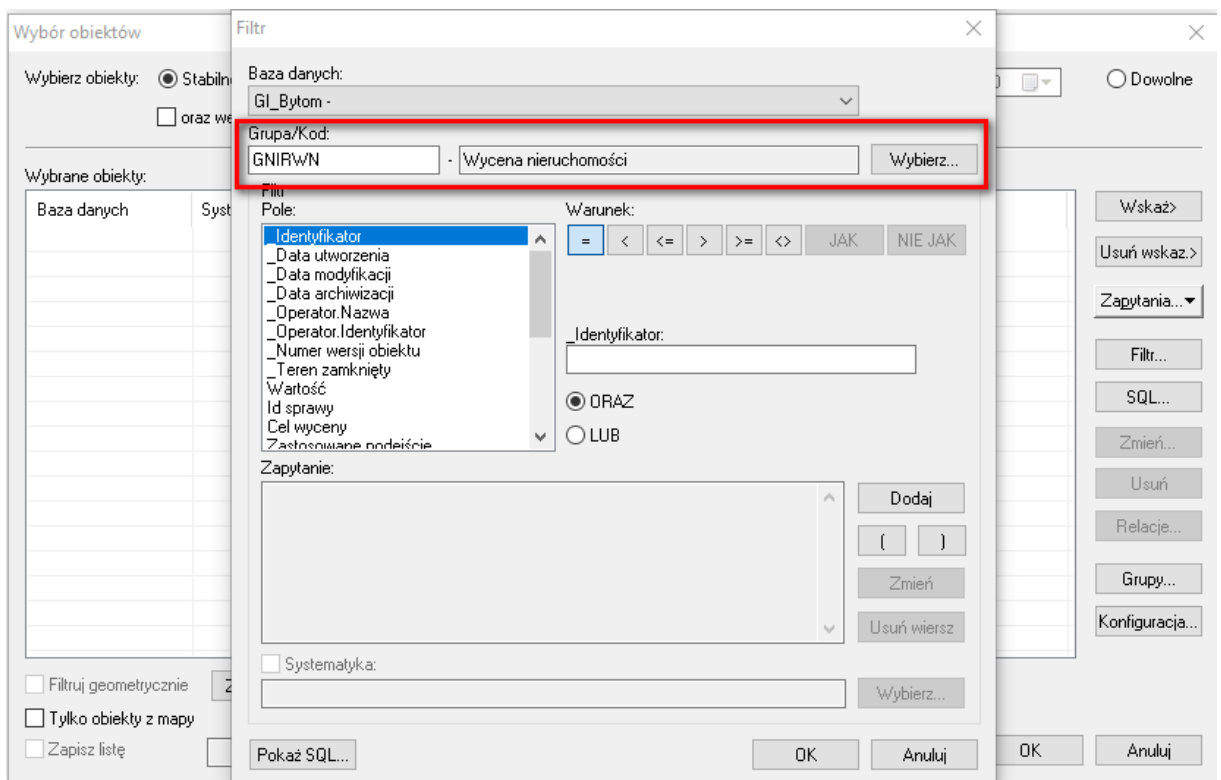 Wybór obiektów
Wybierz obiekty: Stabiln
oraz we
Wybrane obiekty:
Baza danych Syst
Filtruj geometrycznie
Tylko obiekty z mapy
Zapisz listę
Filtr
Baza danych:
GI_Bytom -
Grupa/Kod:
GNIRWN - Wycena nieruchomości Wybierz...
Filtr
Pole:
_Identyfikator
_Data utworzenia
_Data modyfikacji
_Data archiwizacji
_Operator.Nazwa
_Operator.Identyfikator
_Numer wersji obiektu
_Teren zamknięty
Wartość
Id sprawy
Cel wyceny
Zastosowane podejście
Warunek:
= < <= > >= <> JAK NIE JAK
_Identyfikator:
ORAZ
LUB
Zapytanie:
Dodaj
( )
Zmień
Usuń wiersz
Systematyka:
Wybierz...
Pokaż SQL... OK Anuluj
Dowolne
Wskaż>
Usuń wskaz.>
Zapytania...
Filtr...
SQL...
Zmień...
Usuń
Relacje...
Grupy...
Konfiguracja...
OK Anuluj